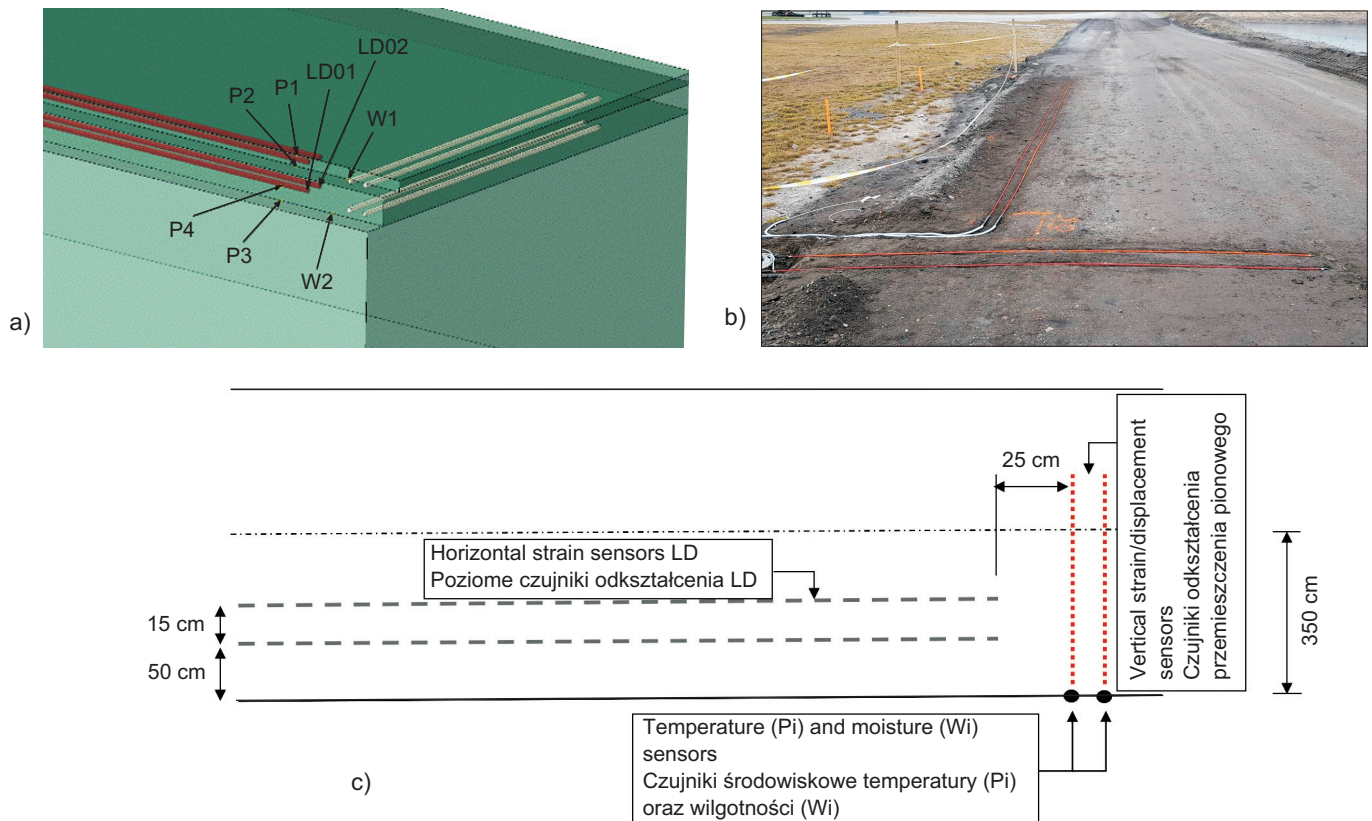 LD02
LD01
P1
P2
W1
P4
P3
W2
a)
b)
25 cm
Vertical strain/displacement
sensors
Czujniki odkształcenia
przemieszczenia pionowego
Horizontal strain sensors LD
Poziome czujniki odkształcenia LD
15 cm
50 cm
350 cm
Temperature (Pi) and moisture (Wi)
sensors
Czujniki środowiskowe temperatury (Pi)
oraz wilgotności (Wi)
c)